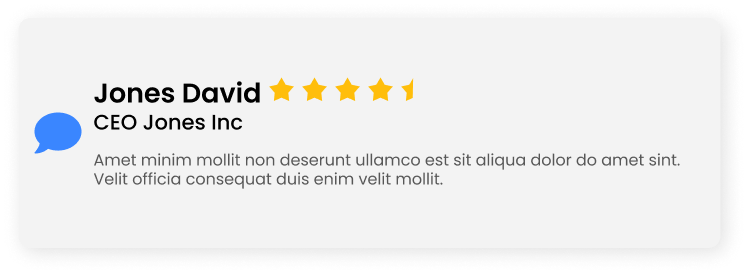 Jones David
CEO Jones Inc
Amet minim mollit non deserunt ullamco est sit aliqua dolor do amet sint.
Velit officia consequat duis enim velit mollit.